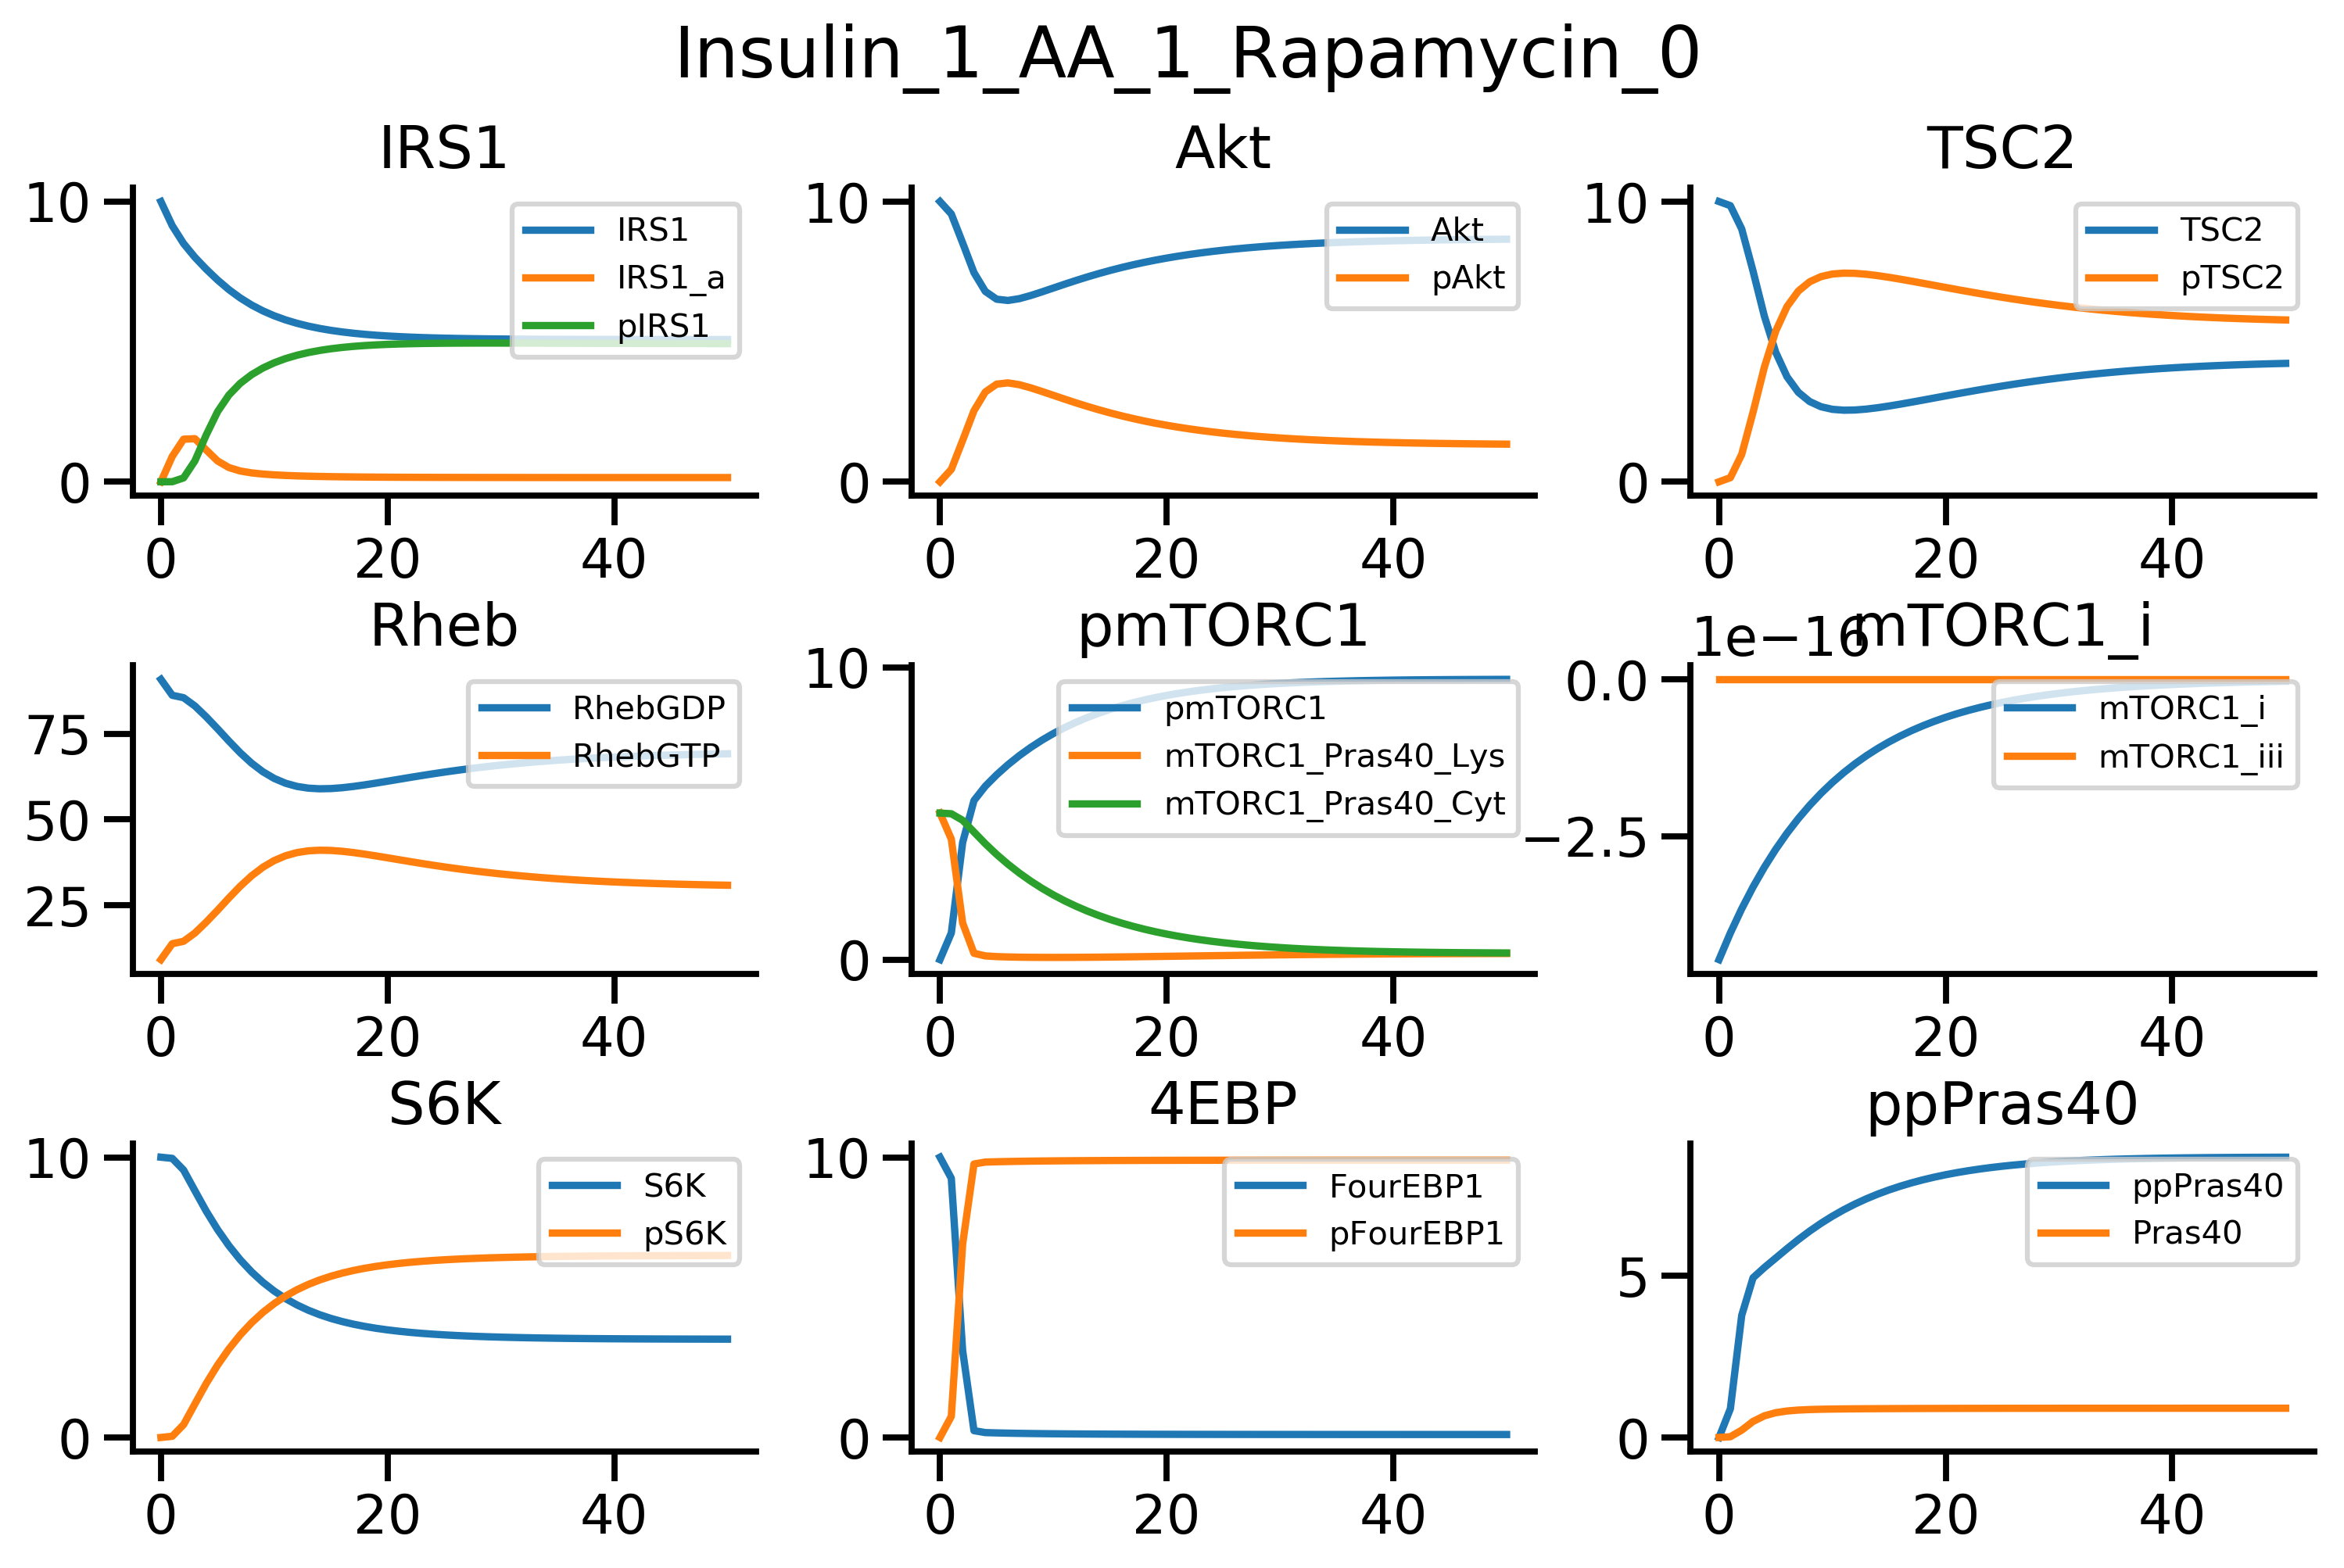 Insulin_1_AA_1_Rapamycin_0
IRS1
10
0
0 20 40
IRS1
IRS1_a
pIRS1
Akt
10
0
0 20 40
Akt
pAkt
TSC2
10
0
0 20 40
TSC2
pTSC2
Rheb
75
50
25
0 20 40
RhebGDP
RhebGTP
pmTORC1
10
0
0 20 40
pmTORC1
mTORC1_Pras40_Lys
mTORC1_Pras40_Cyt
mTORC1_i
1e−16
0.0
−2.5
0 20 40
mTORC1_i
mTORC1_iii
S6K
10
0
0 20 40
S6K
pS6K
4EBP
10
0
0 20 40
FourEBP1
pFourEBP1
ppPras40
5
0
0 20 40
ppPras40
Pras40